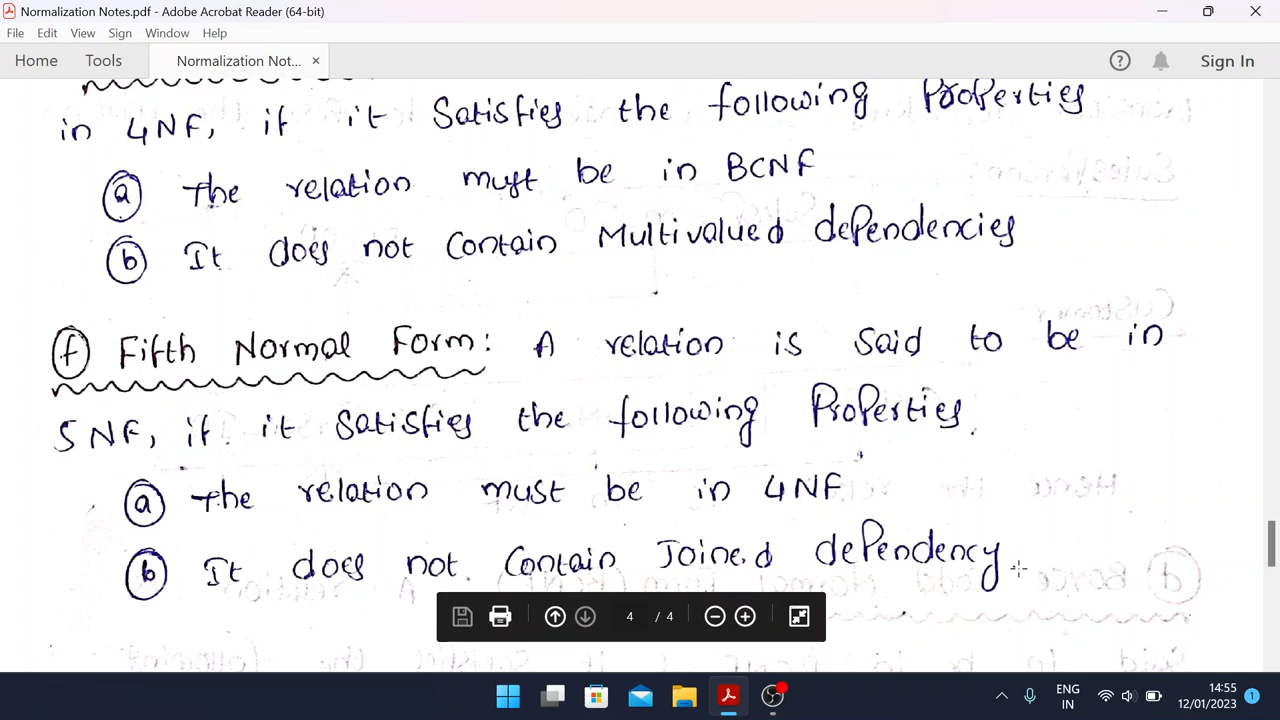 Normalization Notes.pdf - Adobe Acrobat Reader (64-bit)
File Edit View Sign Window Help
Home Tools Normalization Not... × Sign In
in 4NF, if it Satisfies the following Properties
(a) The relation must be in BCNF
(b) It does not Contain Multivalued dependencies
(f) Fifth Normal Form: A relation is Said to be in
5NF, if it Satisfies the following Properties.
(a) The relation must be in 4NF
(b) It does not Contain Joined dependency.
4 / 4
ENG
IN
14:55
12/01/2023
1